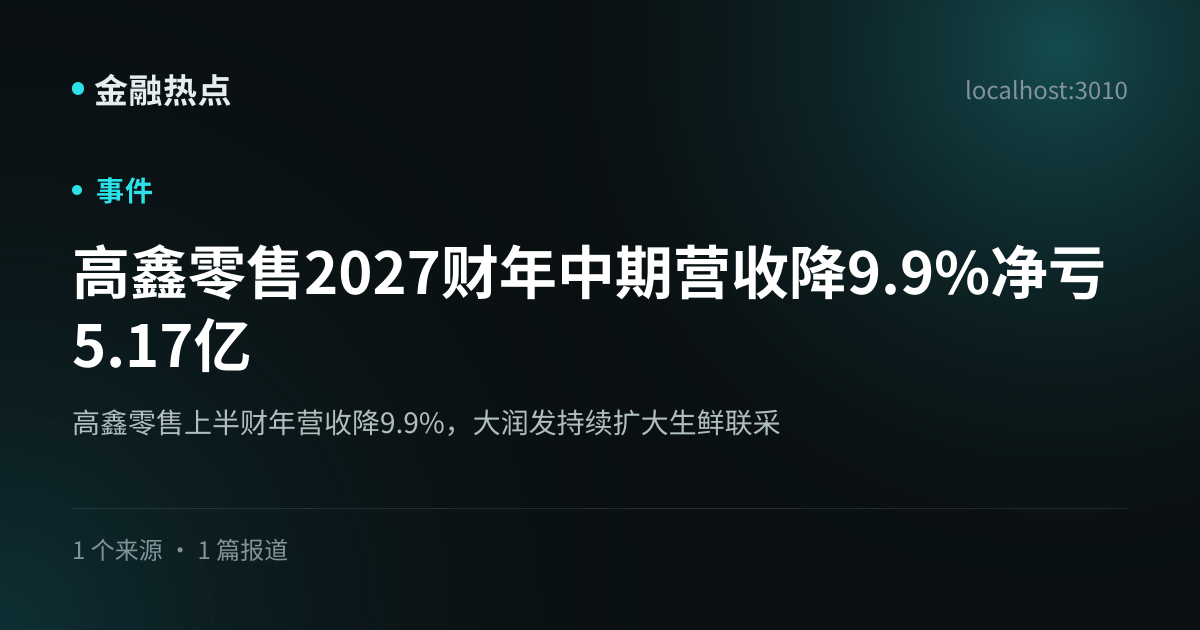 金融热点
localhost:3010
事件
高鑫零售2027财年中期营收降9.9%净亏
5.17亿
高鑫零售上半财年营收降9.9%，大润发持续扩大生鲜联采
1 个来源 · 1 篇报道